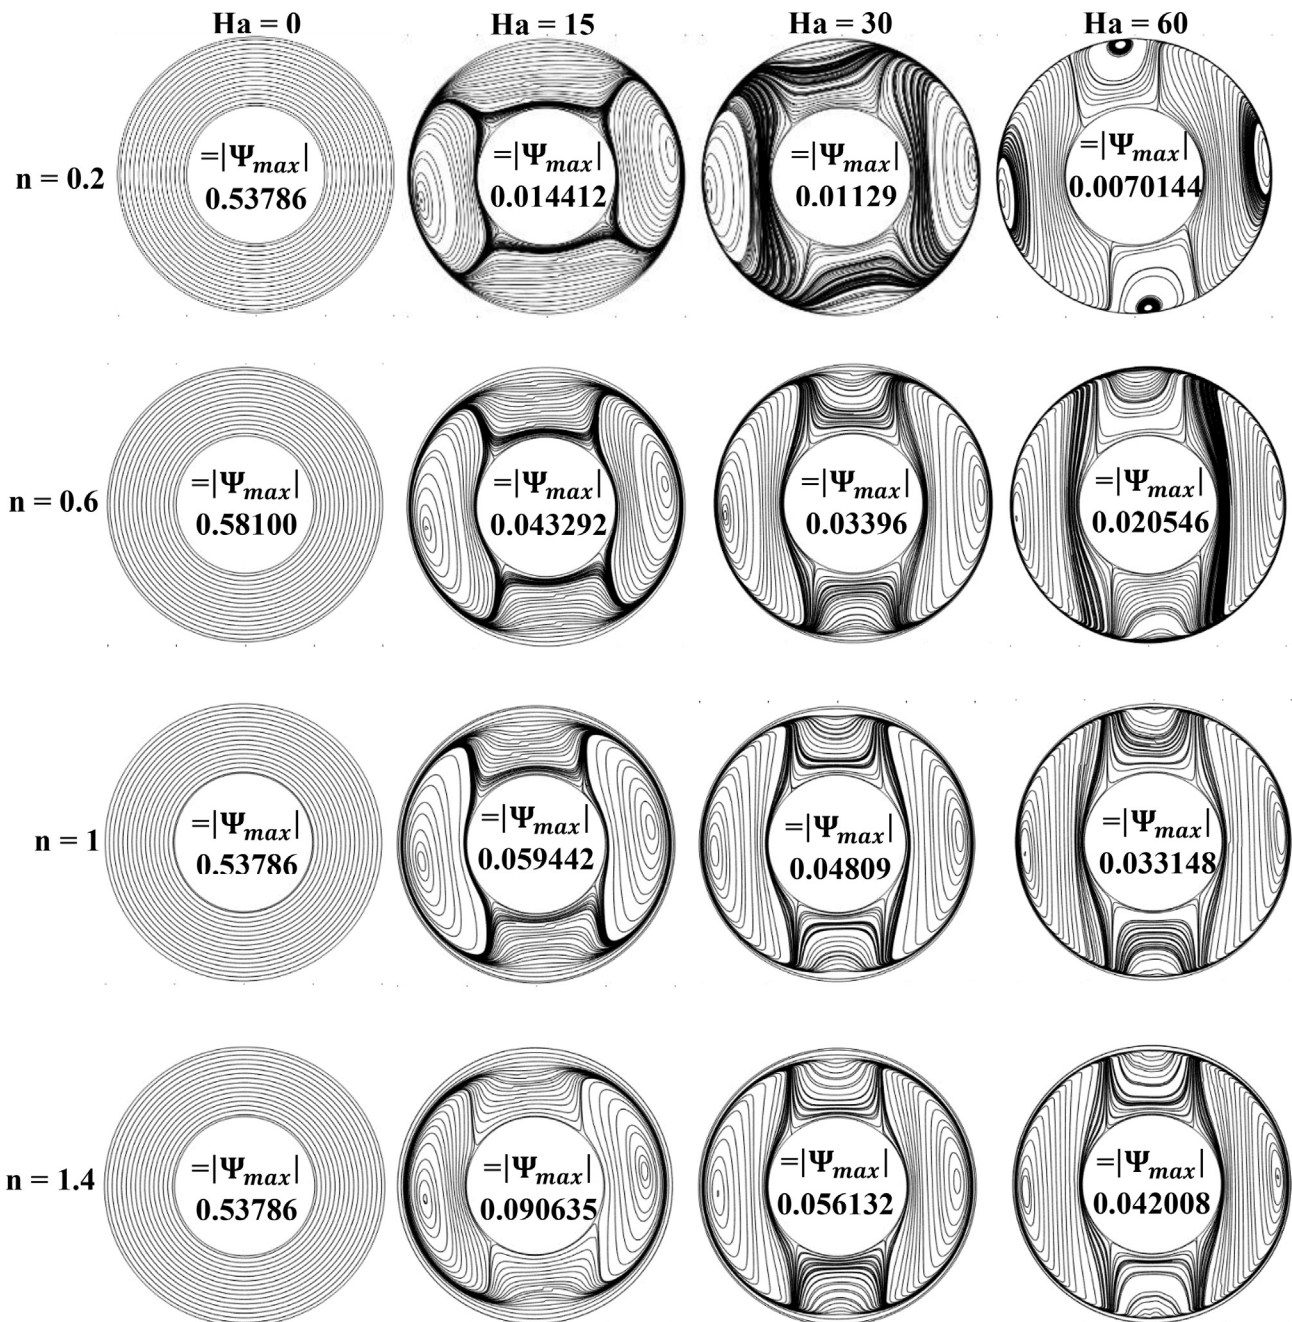 Ha = 0 Ha = 15 Ha = 30 Ha = 60
n = 0.2
=|Ψmax|
0.53786
=|Ψmax|
0.014412
=|Ψmax|
0.01129
=|Ψmax|
0.0070144
n = 0.6
=|Ψmax|
0.58100
=|Ψmax|
0.043292
=|Ψmax|
0.03396
=|Ψmax|
0.020546
n = 1
=|Ψmax|
0.53786
=|Ψmax|
0.059442
=|Ψmax|
0.04809
=|Ψmax|
0.033148
n = 1.4
=|Ψmax|
0.53786
=|Ψmax|
0.090635
=|Ψmax|
0.056132
=|Ψmax|
0.042008